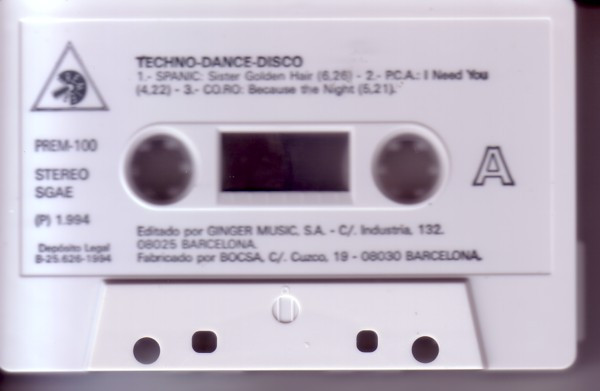 TECHNO-DANCE-DISCO
1.- SPANIC: Sister Golden Hair (6,26) - 2.- P.C.A.: I Need You
(4,22) - 3.- CO.RO: Because the Night (5,21).
PREM-100
STEREO
SGAE
(P) 1.994
Depósito Legal
B-25.626-1994
A
Editado por GINGER MUSIC, S.A. - C/. Industria, 132.
08025 BARCELONA.
Fabricado por BOCSA, C/. Cuzco, 19 - 08030 BARCELONA.